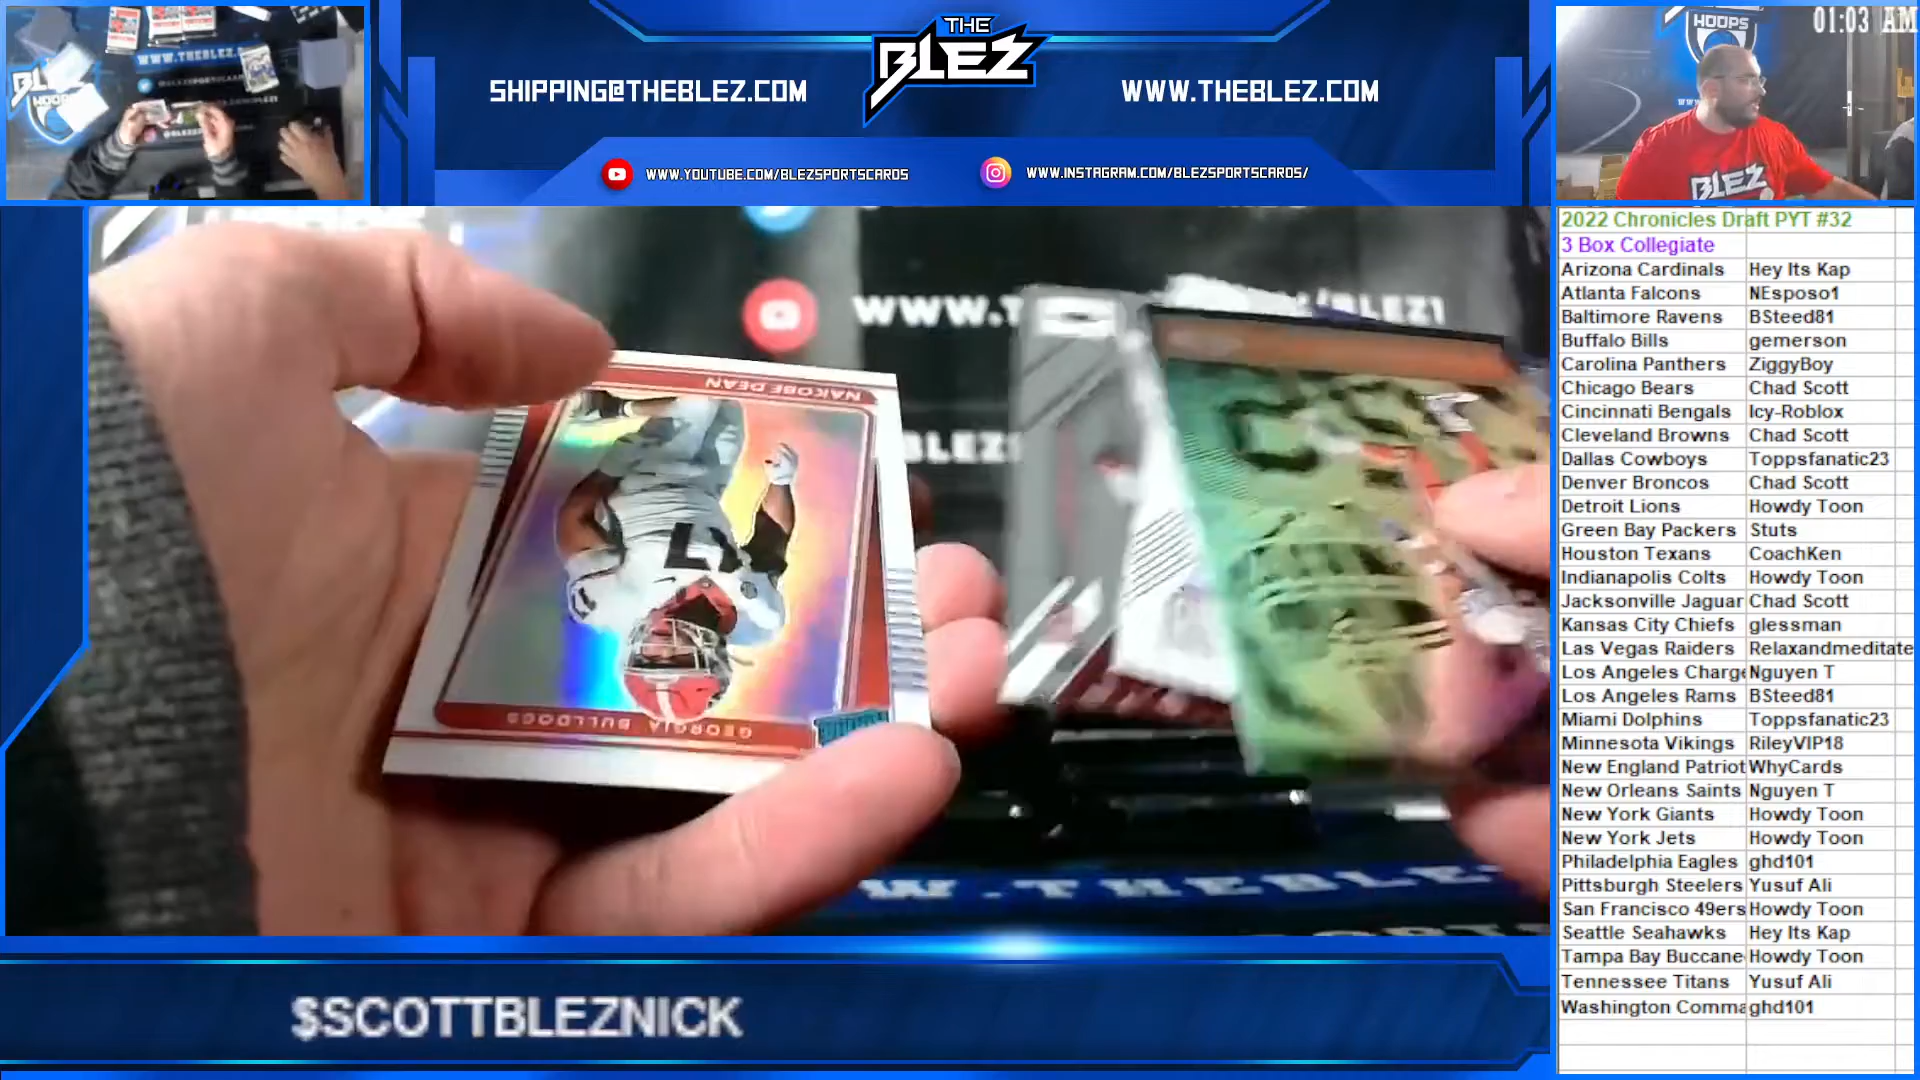 WWW.THEBLEZ.
HOOPS
SHIPPING@THEBLEZ.COM
THE
BLEZ
WWW.THEBLEZ.COM
WWW.YOUTUBE.COM/BLEZSPORTSCARDS
WWW.INSTAGRAM.COM/BLEZSPORTSCARDS/
HOOPS
01:03 AM
BLEZ
WWW.T
/BLEZ1
BLEZ
NAKOBE DEAN
17
GEORGIA BULLDOGS
W.THEBLEZ
$SCOTTBLEZNICK
2022 Chronicles Draft PYT #32
3 Box Collegiate
Arizona Cardinals Hey Its Kap
Atlanta Falcons NEsposo1
Baltimore Ravens BSteed81
Buffalo Bills gemerson
Carolina Panthers ZiggyBoy
Chicago Bears Chad Scott
Cincinnati Bengals Icy-Roblox
Cleveland Browns Chad Scott
Dallas Cowboys Toppsfanatic23
Denver Broncos Chad Scott
Detroit Lions Howdy Toon
Green Bay Packers Stuts
Houston Texans CoachKen
Indianapolis Colts Howdy Toon
Jacksonville Jaguar Chad Scott
Kansas City Chiefs glessman
Las Vegas Raiders Relaxandmeditate
Los Angeles Charge Nguyen T
Los Angeles Rams BSteed81
Miami Dolphins Toppsfanatic23
Minnesota Vikings RileyVIP18
New England Patriot WhyCards
New Orleans Saints Nguyen T
New York Giants Howdy Toon
New York Jets Howdy Toon
Philadelphia Eagles ghd101
Pittsburgh Steelers Yusuf Ali
San Francisco 49ers Howdy Toon
Seattle Seahawks Hey Its Kap
Tampa Bay Buccane Howdy Toon
Tennessee Titans Yusuf Ali
Washington Comma ghd101